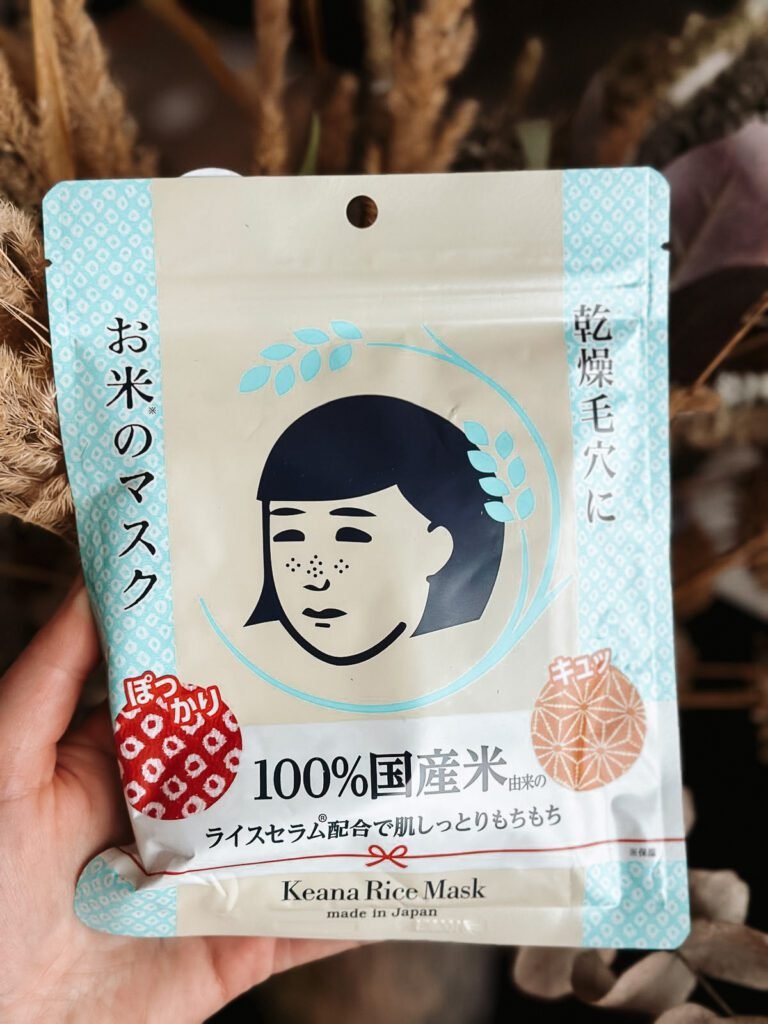 乾燥毛穴に
お米※のマスク
ぽっかり
キュッ
100%国産米由来の
ライスセラム®配合で肌しっとりもちもち
※保湿
Keana Rice Mask
made in Japan